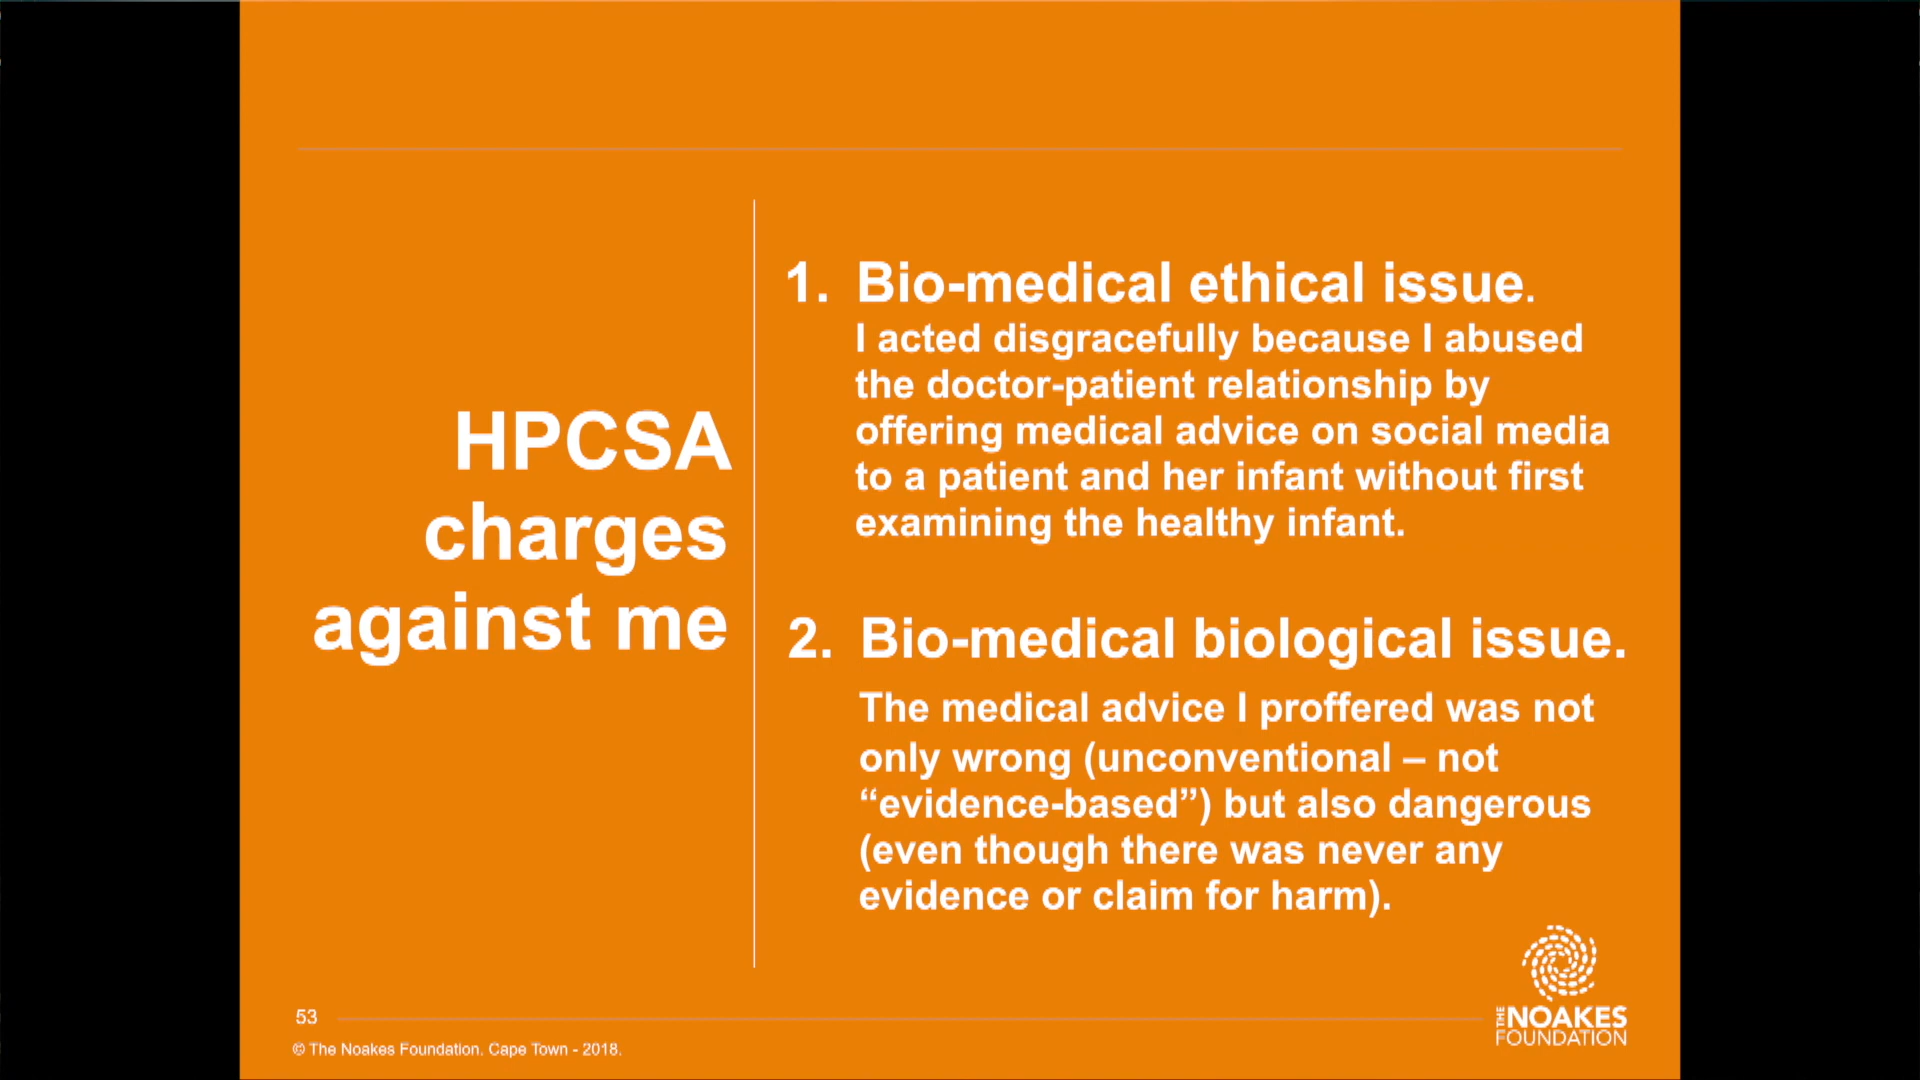 HPCSA
charges
against me
1. Bio-medical ethical issue.
I acted disgracefully because I abused
the doctor-patient relationship by
offering medical advice on social media
to a patient and her infant without first
examining the healthy infant.
2. Bio-medical biological issue.
The medical advice I proffered was not
only wrong (unconventional – not
“evidence-based”) but also dangerous
(even though there was never any
evidence or claim for harm).
53
© The Noakes Foundation. Cape Town - 2018.
THE NOAKES
FOUNDATION